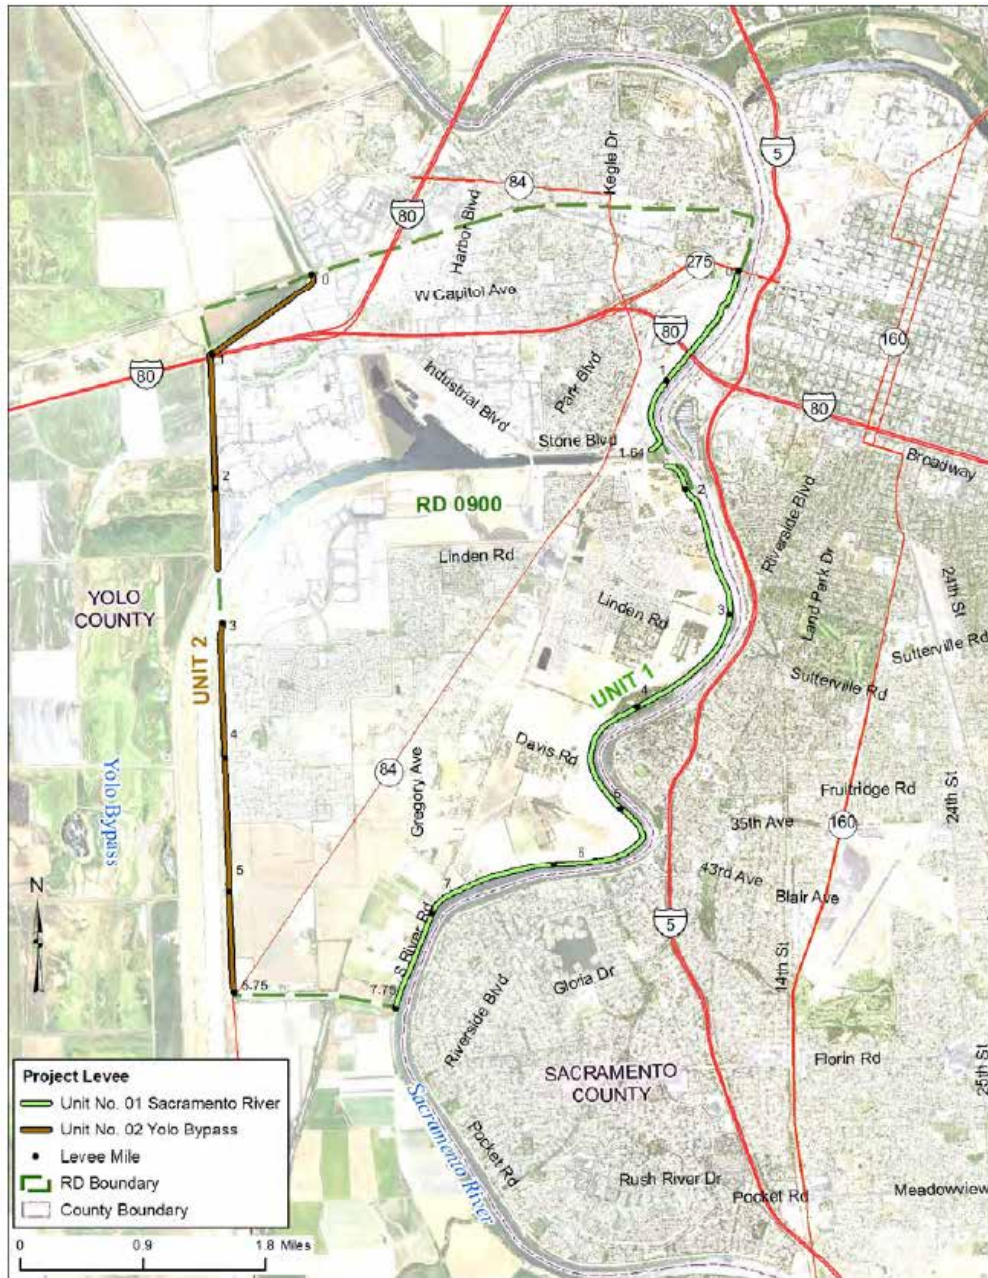 5
84
Kegle Dr
80
Harbor Blvd
275
0
0
W Capitol Ave
80
160
1
80
1
Industrial Blvd
Park Blvd
80
Stone Blvd
1.64
Broadway
2
2
RD 0900
Riverside Blvd
Linden Rd
Land Park Dr
24th St
YOLO
COUNTY
3
Linden Rd
3
Sutterville Rd
UNIT 2
UNIT 1
Sutterville Rd
4
4
Davis Rd
84
Gregory Ave
Fruitridge Rd
24th St
Yolo Bypass
5
35th Ave
160
43rd Ave
5
6
Blair Ave
N
7
S River Rd
5
14th St
5.75
7.75
Gloria Dr
Riverside Blvd
Florin Rd
25th St
SACRAMENTO
COUNTY
Sacramento River
Pocket Rd
Rush River Dr
Pocket Rd
Meadowview
Project Levee
Unit No. 01 Sacramento River
Unit No. 02 Yolo Bypass
Levee Mile
RD Boundary
County Boundary
0 0.9 1.8 Miles